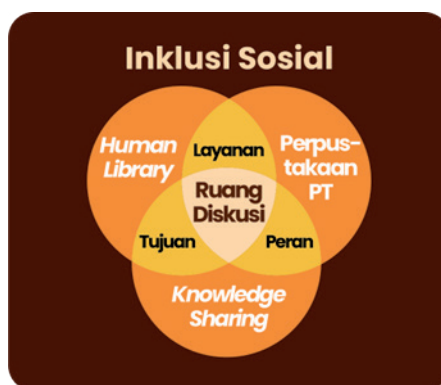 Inklusi Sosial
Human
Library
Layanan
Perpus-
takaan
PT
Ruang
Diskusi
Tujuan
Peran
Knowledge
Sharing